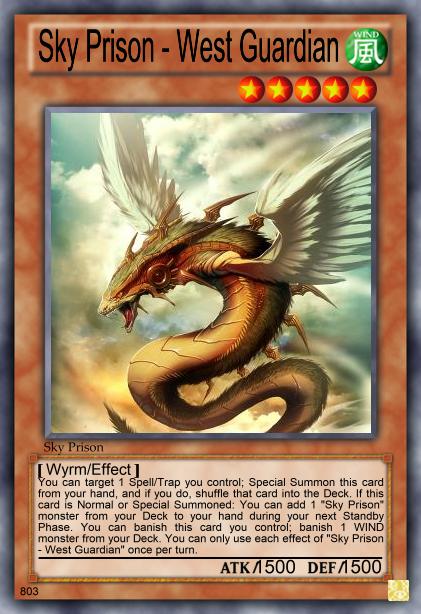 Sky Prison - West Guardian
WIND
風
Sky Prison
[ Wyrm/Effect ]
You can target 1 Spell/Trap you control; Special Summon this card
from your hand, and if you do, shuffle that card into the Deck. If this
card is Normal or Special Summoned: You can add 1 "Sky Prison"
monster from your Deck to your hand during your next Standby
Phase. You can banish this card you control; banish 1 WIND
monster from your Deck. You can only use each effect of "Sky Prison
- West Guardian" once per turn.
ATK/1500 DEF/1500
803